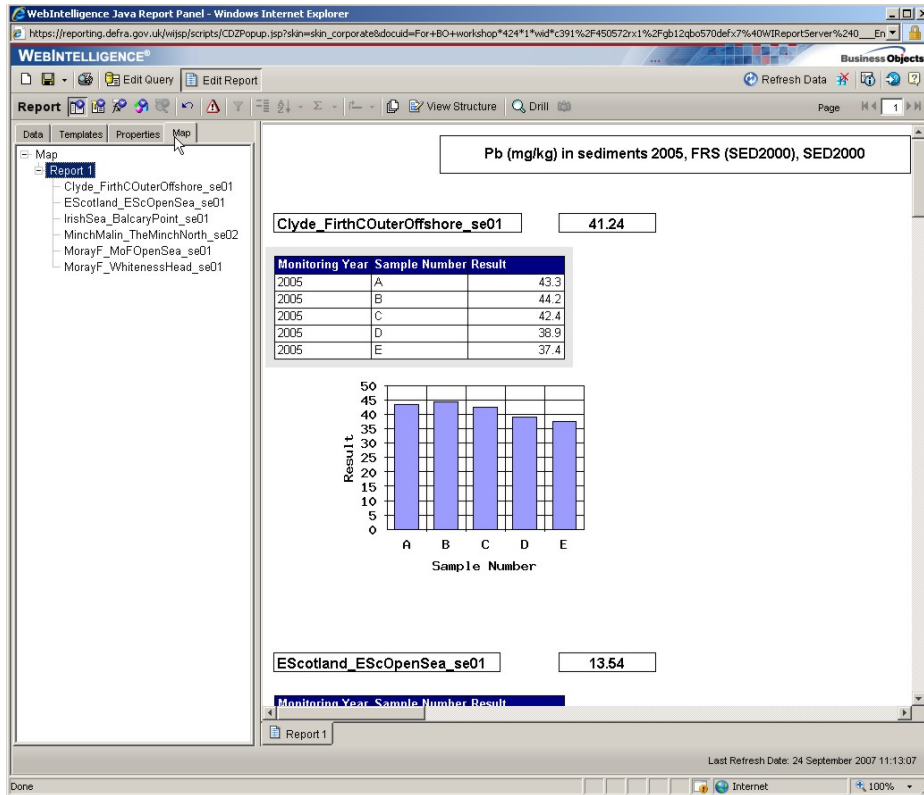 WebIntelligence Java Report Panel - Windows Internet Explorer
https://reporting.defra.gov.uk/wijsp/scripts/CDZPopup.jsp?skin=skin_corporate&docuid=For+BO+workshop*424*1*wid*c391%2F450572rx1%2Fgb12qbo570defx7%40WIReportServer%240___En
WEBINTELLIGENCE®
Business Objects
Edit Query Edit Report Refresh Data
Report View Structure Drill Page 1
Data Templates Properties Map
Map
Report 1
Clyde_FirthCOuterOffshore_se01
EScotland_EScOpenSea_se01
IrishSea_BalcaryPoint_se01
MinchMalin_TheMinchNorth_se02
MorayF_MoFOpenSea_se01
MorayF_WhitenessHead_se01
Pb (mg/kg) in sediments 2005, FRS (SED2000), SED2000
Clyde_FirthCOuterOffshore_se01 41.24
Monitoring Year Sample Number Result
2005 A 43.3
2005 B 44.2
2005 C 42.4
2005 D 38.9
2005 E 37.4
50
45
40
35
30
25
20
15
10
5
0
Result
A B C D E
Sample Number
EScotland_EScOpenSea_se01 13.54
Monitoring Year Sample Number Result
Report 1
Last Refresh Date: 24 September 2007 11:13:07
Done Internet 100%